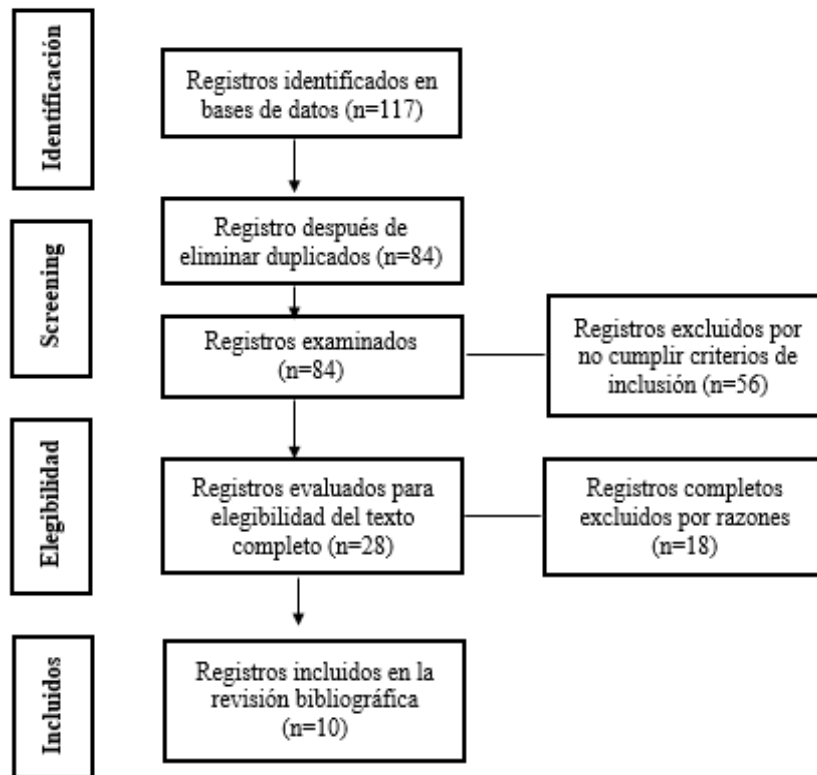 Identificación
Registros identificados en
bases de datos (n=117)
Screening
Registro después de
eliminar duplicados (n=84)
Registros examinados
(n=84)
Registros excluidos por
no cumplir criterios de
inclusión (n=56)
Elegibilidad
Registros evaluados para
elegibilidad del texto
completo (n=28)
Registros completos
excluidos por razones
(n=18)
Incluidos
Registros incluidos en la
revisión bibliográfica
(n=10)